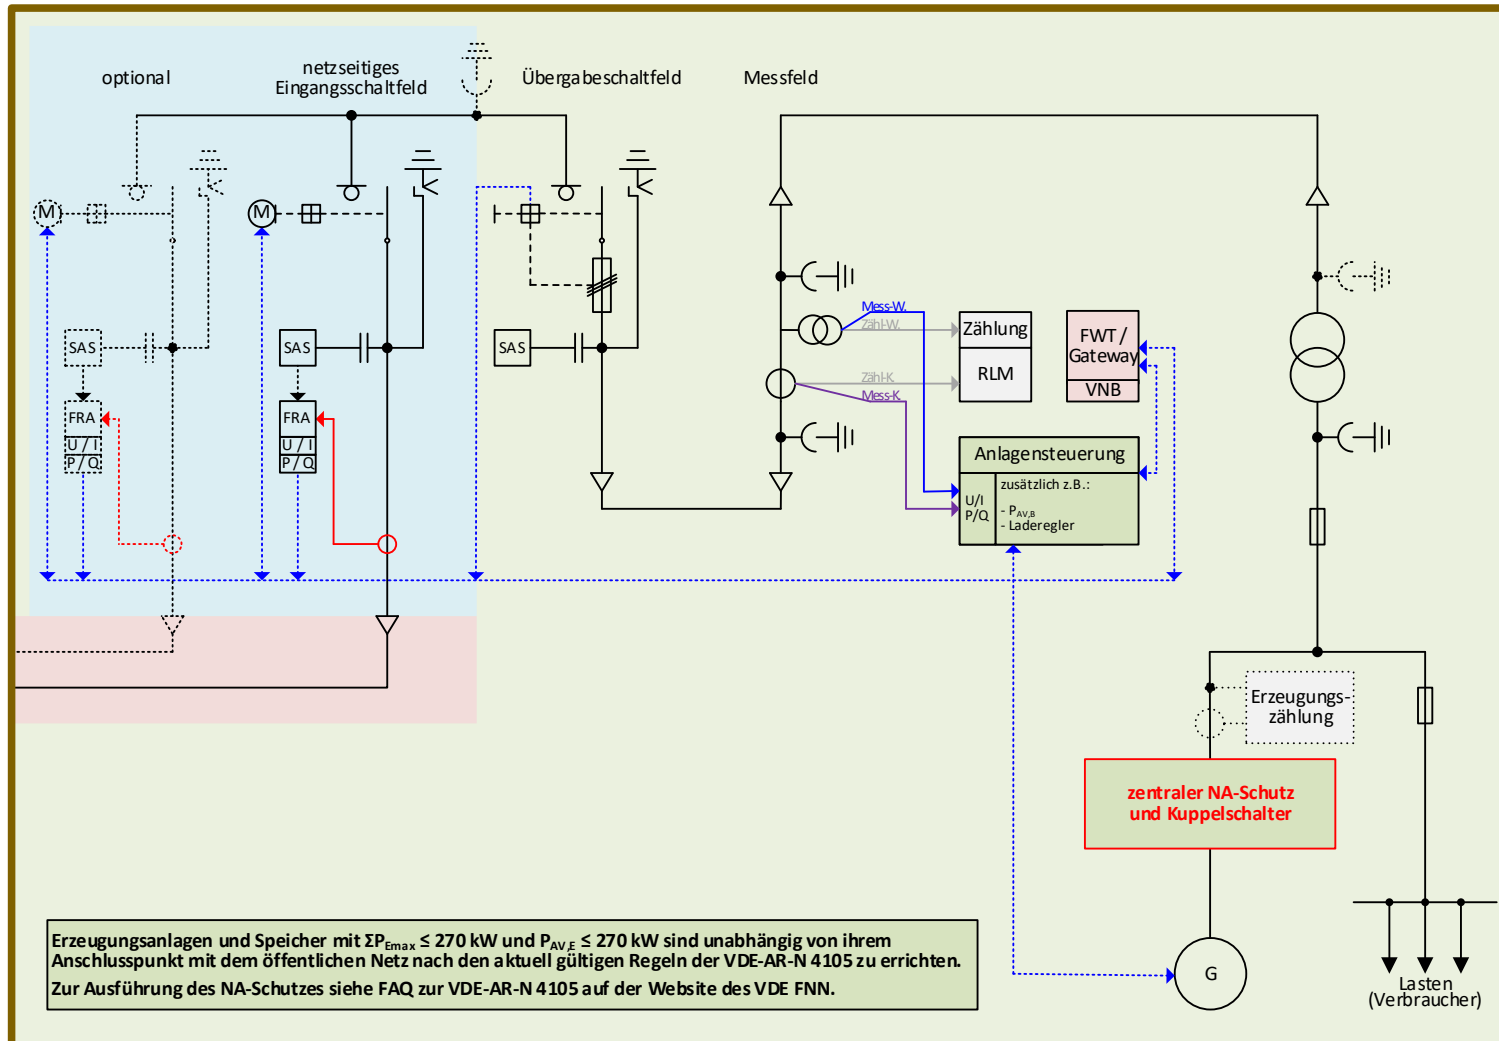 optional
netzseitiges
Eingangsschaltfeld
Übergabeschaltfeld
Messfeld
M
M
SAS
SAS
SAS
FRA
U / I
P / Q
FRA
U / I
P / Q
Mess-W.
Zähl-W.
Zähl-K
Mess-K.
Zählung
RLM
FWT /
Gateway
VNB
Anlagensteuerung
U/I
P/Q
zusätzlich z.B.:
- PAV,B
- Laderegler
Erzeugungs-
zählung
zentraler NA-Schutz
und Kuppelschalter
G
Lasten
(Verbraucher)
Erzeugungsanlagen und Speicher mit ΣPEmax ≤ 270 kW und PAV,E ≤ 270 kW sind unabhängig von ihrem
Anschlusspunkt mit dem öffentlichen Netz nach den aktuell gültigen Regeln der VDE-AR-N 4105 zu errichten.
Zur Ausführung des NA-Schutzes siehe FAQ zur VDE-AR-N 4105 auf der Website des VDE FNN.